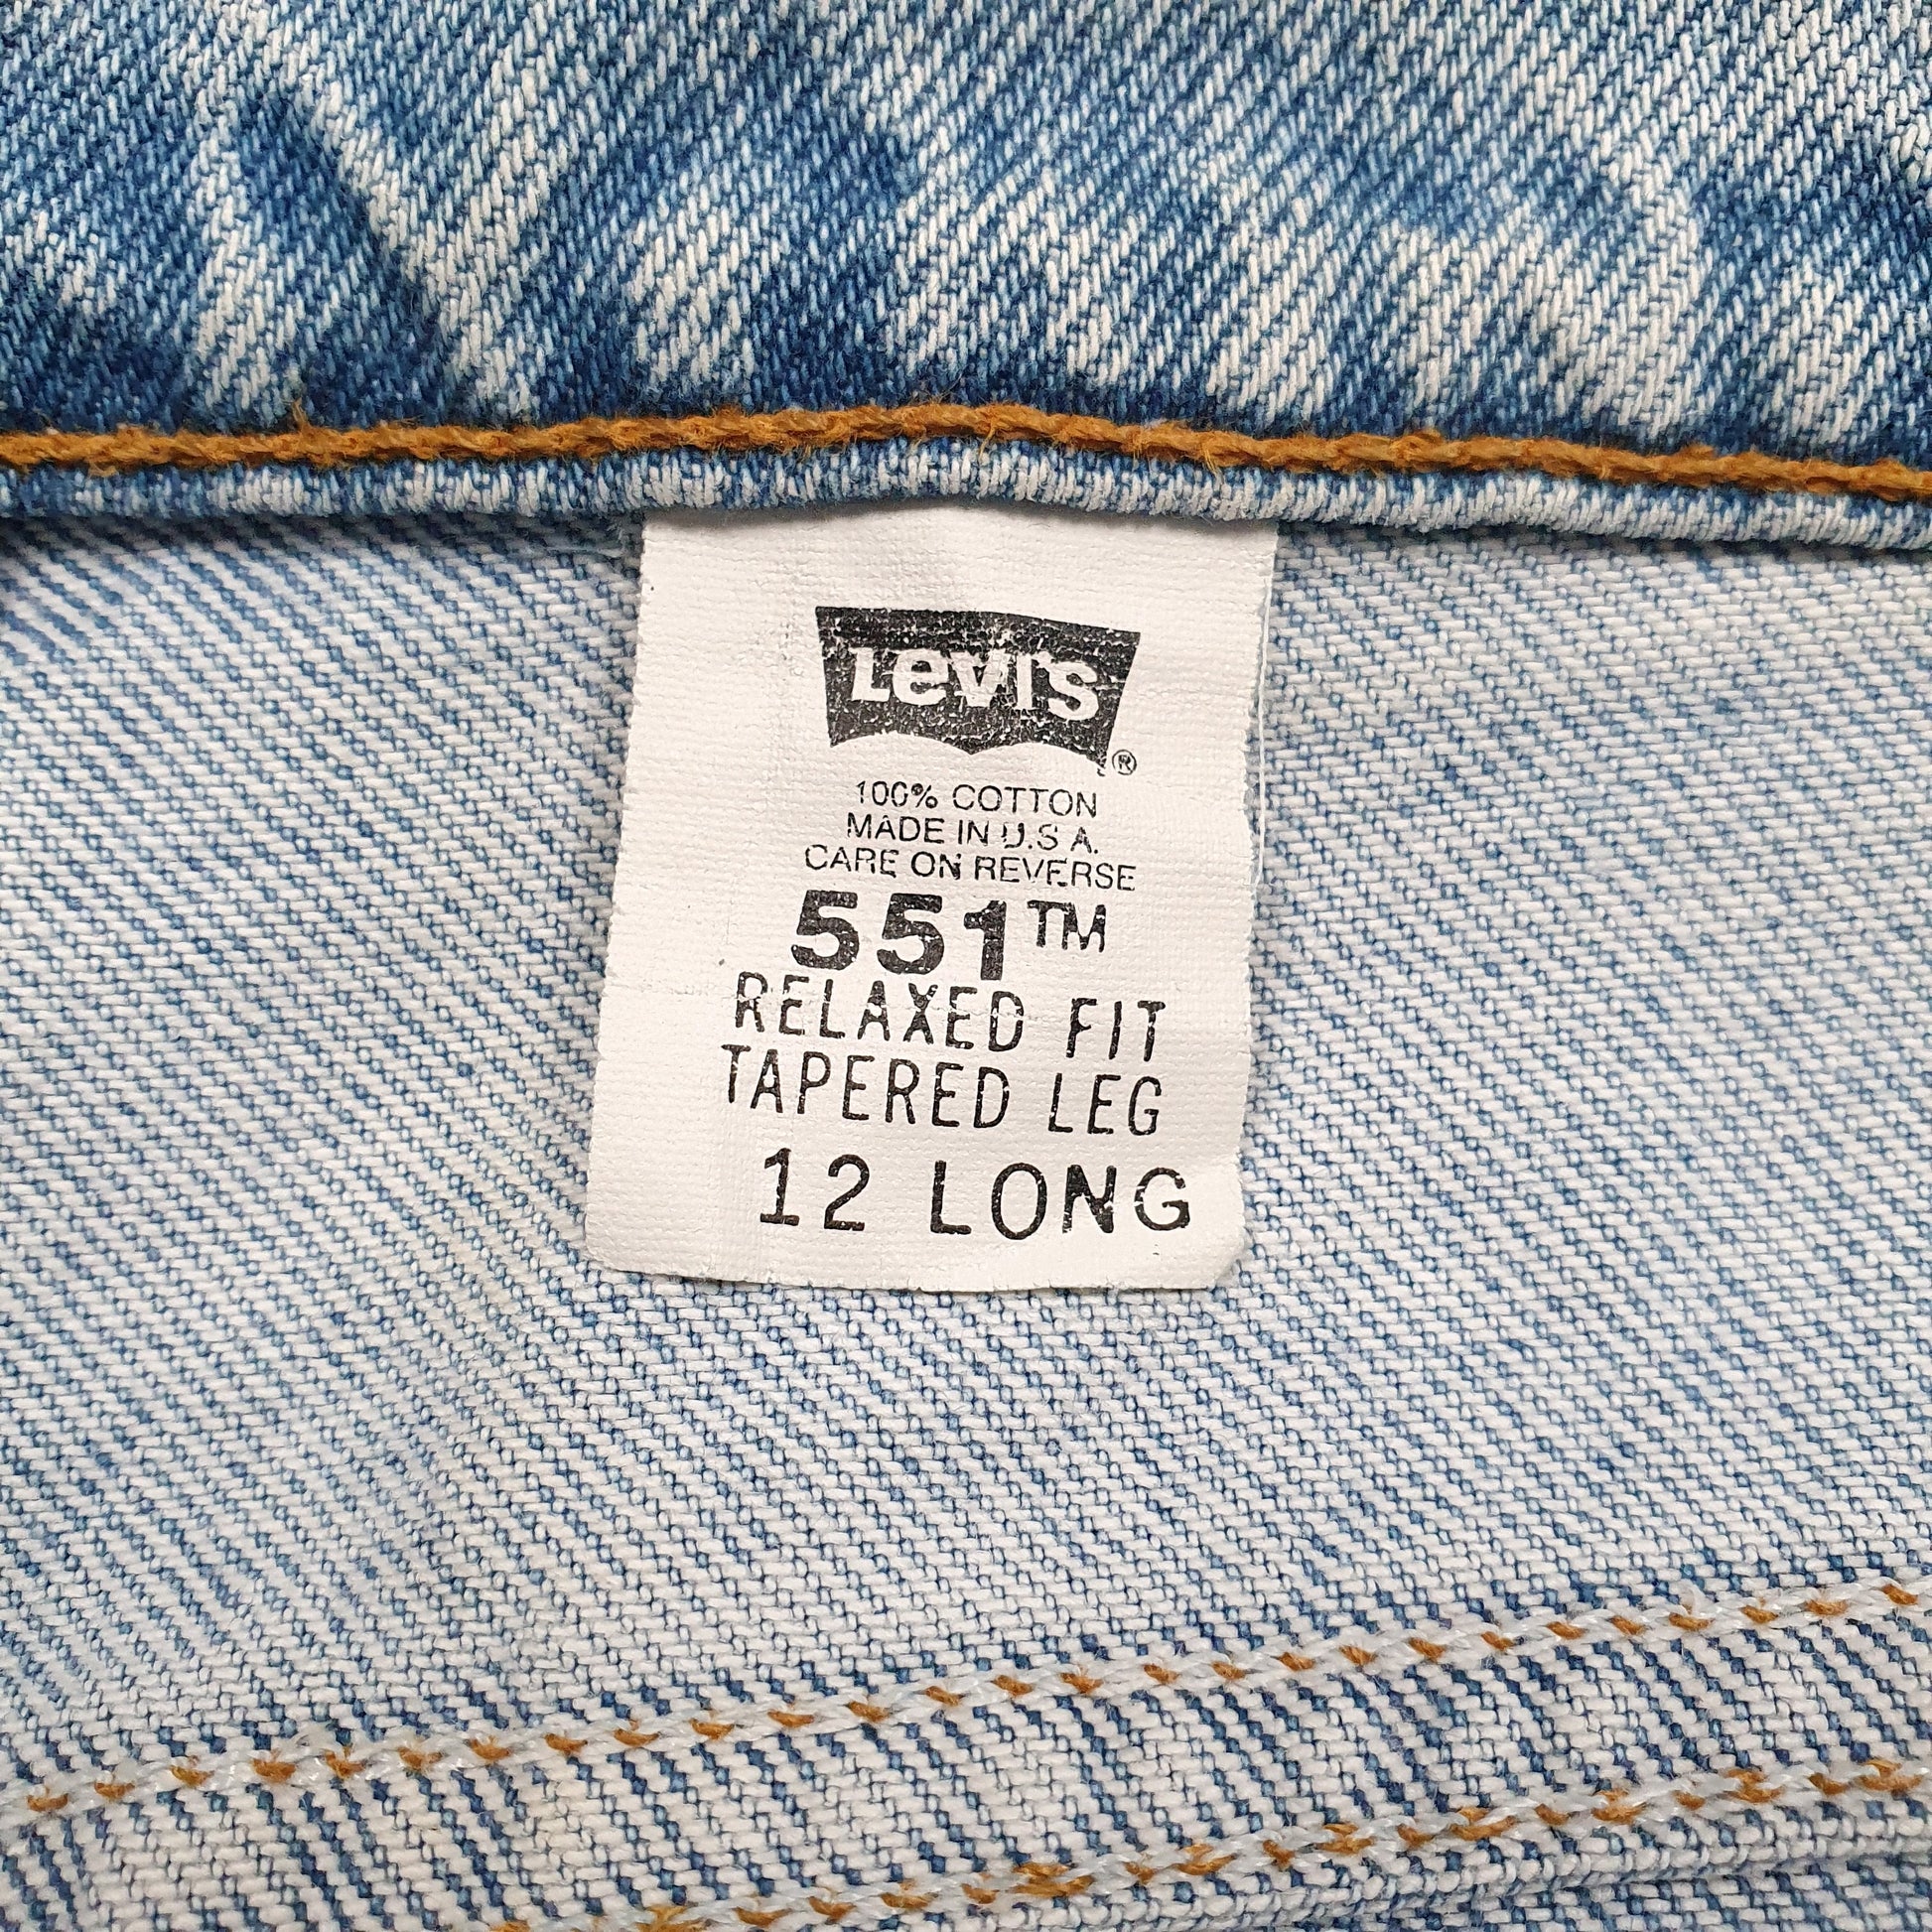 Levi's ®
100% COTTON
MADE IN U.S.A.
CARE ON REVERSE
551™
RELAXED FIT
TAPERED LEG
12 LONG